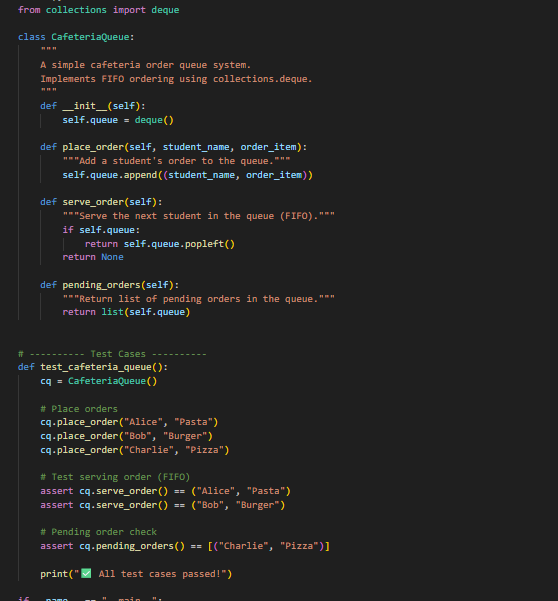 from collections import deque

class CafeteriaQueue:
    """
    A simple cafeteria order queue system.
    Implements FIFO ordering using collections.deque.
    """
    def __init__(self):
        self.queue = deque()

    def place_order(self, student_name, order_item):
        """Add a student's order to the queue."""
        self.queue.append((student_name, order_item))

    def serve_order(self):
        """Serve the next student in the queue (FIFO)."""
        if self.queue:
            return self.queue.popleft()
        return None

    def pending_orders(self):
        """Return list of pending orders in the queue."""
        return list(self.queue)


# ---------- Test Cases ----------
def test_cafeteria_queue():
    cq = CafeteriaQueue()

    # Place orders
    cq.place_order("Alice", "Pasta")
    cq.place_order("Bob", "Burger")
    cq.place_order("Charlie", "Pizza")

    # Test serving order (FIFO)
    assert cq.serve_order() == ("Alice", "Pasta")
    assert cq.serve_order() == ("Bob", "Burger")

    # Pending order check
    assert cq.pending_orders() == [("Charlie", "Pizza")]

    print("✅ All test cases passed!")

if __name__ == "__main__":